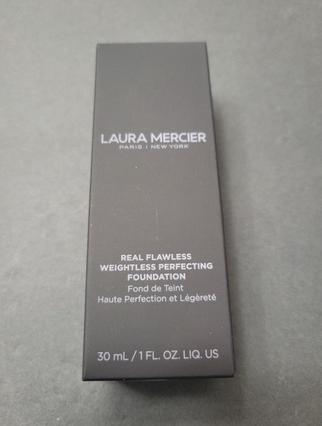 LAURA MERCIER
PARIS | NEW YORK
REAL FLAWLESS
WEIGHTLESS PERFECTING
FOUNDATION
Fond de Teint
Haute Perfection et Légèreté
30 mL / 1 FL. OZ. LIQ. US